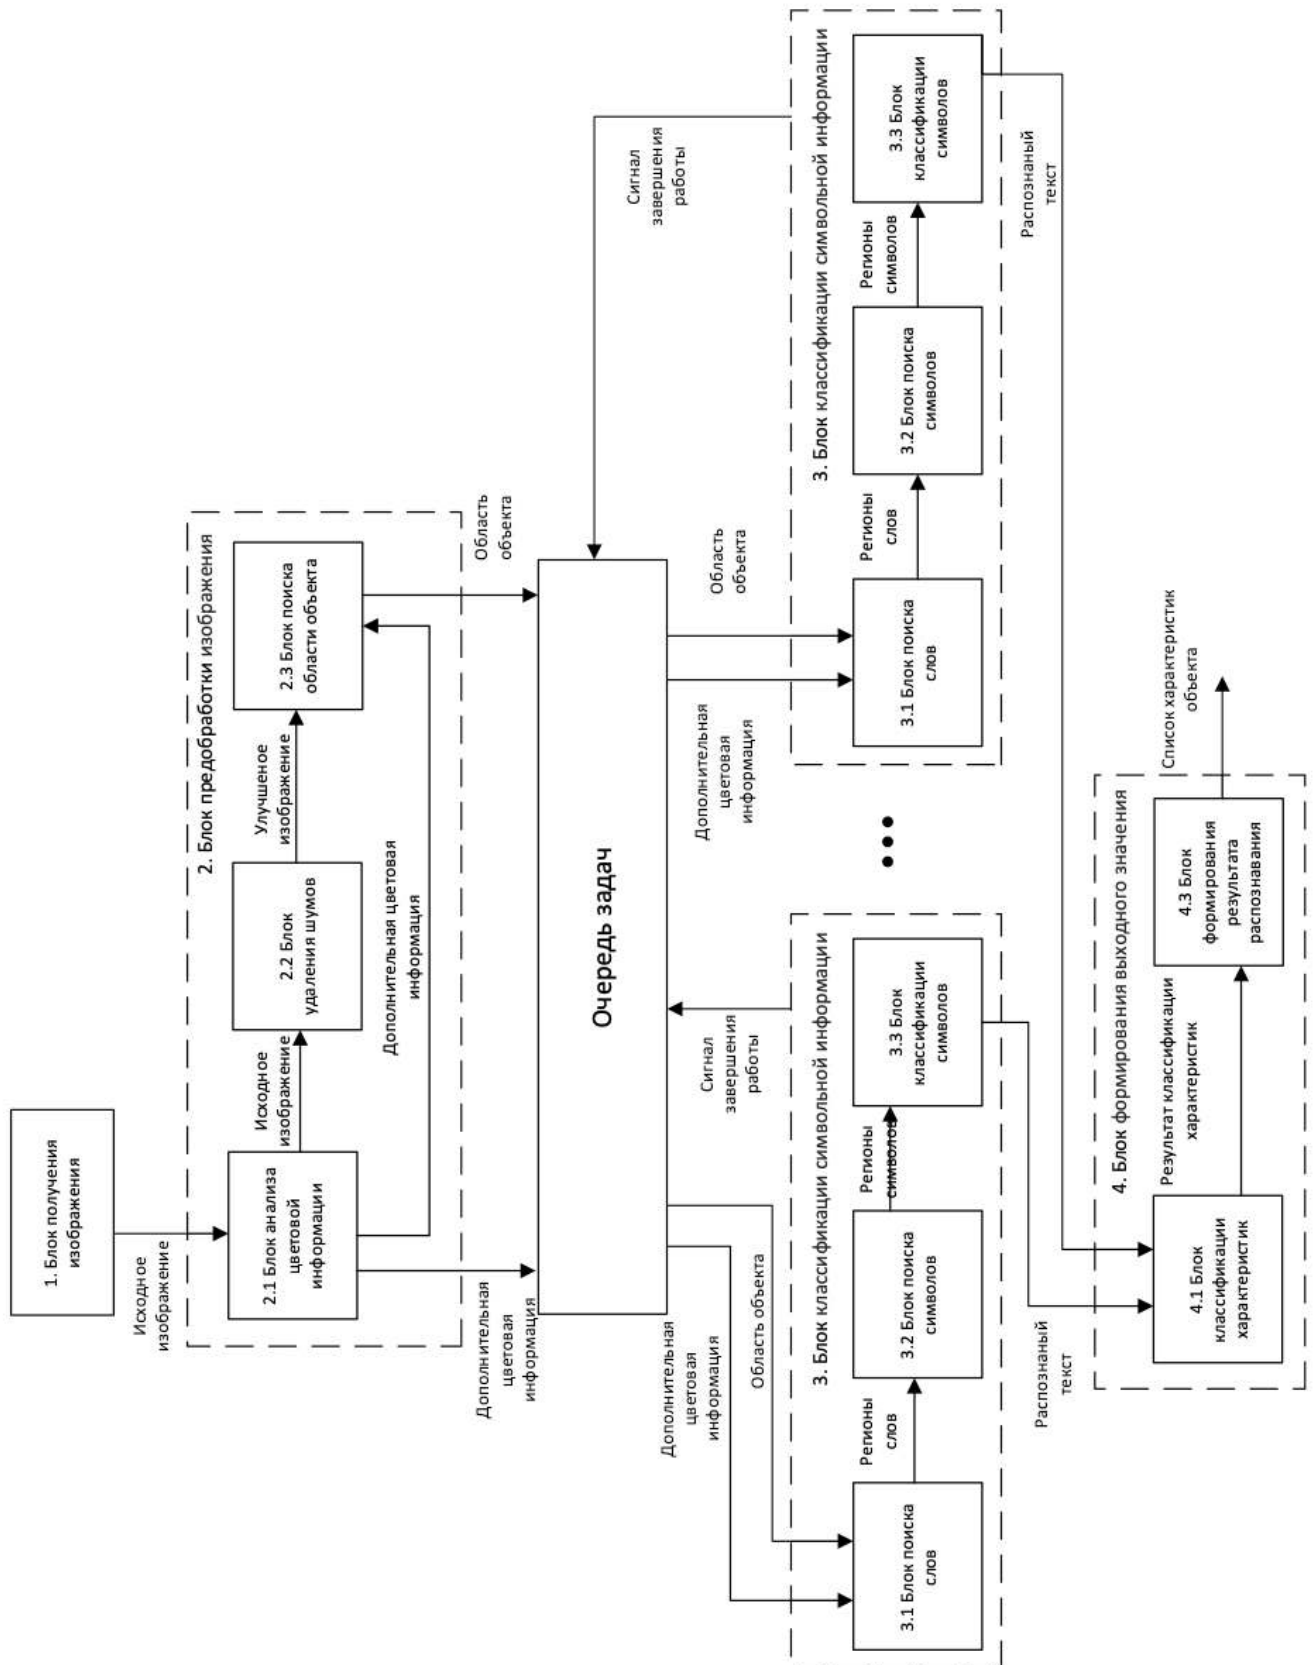 1. Блок получения
изображения
Исходное
изображение
2. Блок предобработки изображения
2.1 Блок анализа
цветовой
информации
Исходное
изображение
2.2 Блок
удаления шумов
Улучшеное
изображение
2.3 Блок поиска
области объекта
Дополнительная цветовая
информация
Дополнительная
цветовая
информация
Область
объекта
Очередь задач
Сигнал
завершения
работы
Дополнительная
цветовая
информация
Область объекта
Сигнал
завершения
работы
Дополнительная
цветовая
информация
Область
объекта
3. Блок классификации символьной информации
3.1 Блок поиска
слов
Регионы
слов
3.2 Блок поиска
символов
Регионы
символов
3.3 Блок
классификации
символов
3. Блок классификации символьной информации
3.1 Блок поиска
слов
Регионы
слов
3.2 Блок поиска
символов
Регионы
символов
3.3 Блок
классификации
символов
Распознаный
текст
Распознаный
текст
4. Блок формирования выходного значения
4.1 Блок
классификации
характеристик
Результат классификации
характеристик
4.3 Блок
формирования
результата
распознавания
Список характеристик
объекта